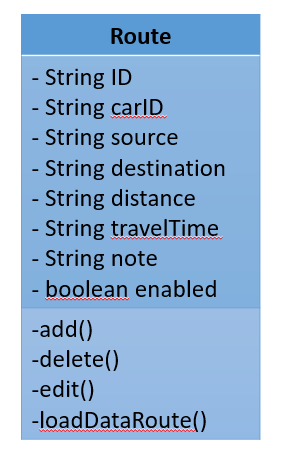 Route
- String ID
- String carID
- String source
- String destination
- String distance
- String travelTime
- String note
- boolean enabled
-add()
-delete()
-edit()
-loadDataRoute()